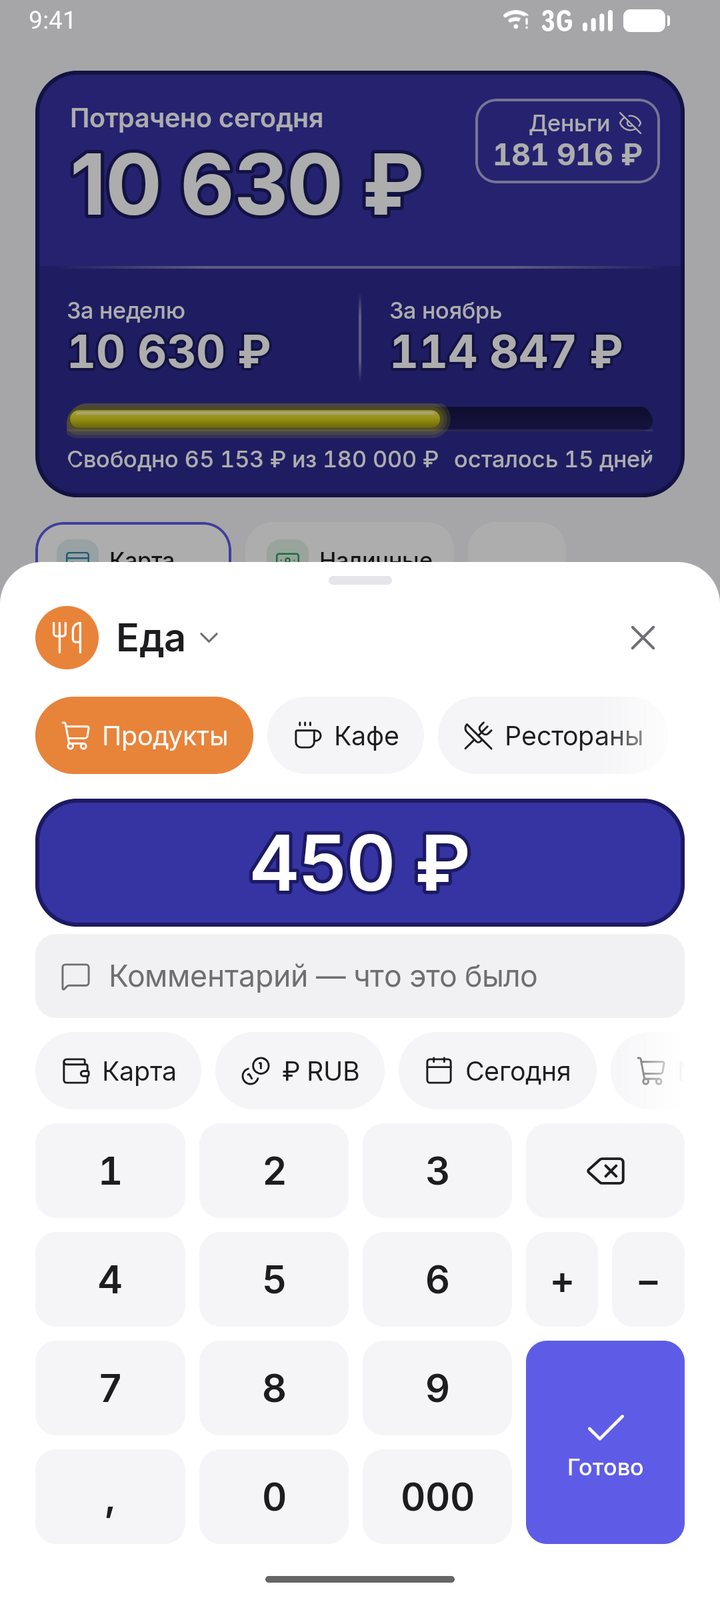 9:41
3G
Потрачено сегодня
10 630 ₽
Деньги
181 916 ₽
За неделю
10 630 ₽
За ноябрь
114 847 ₽
Свободно 65 153 ₽ из 180 000 ₽
осталось 15 дней
Карта
Наличные
Еда
Продукты
Кафе
Рестораны
450 ₽
Комментарий — что это было
Карта
₽ RUB
Сегодня
1
2
3
4
5
6
+
−
7
8
9
Готово
,
0
000